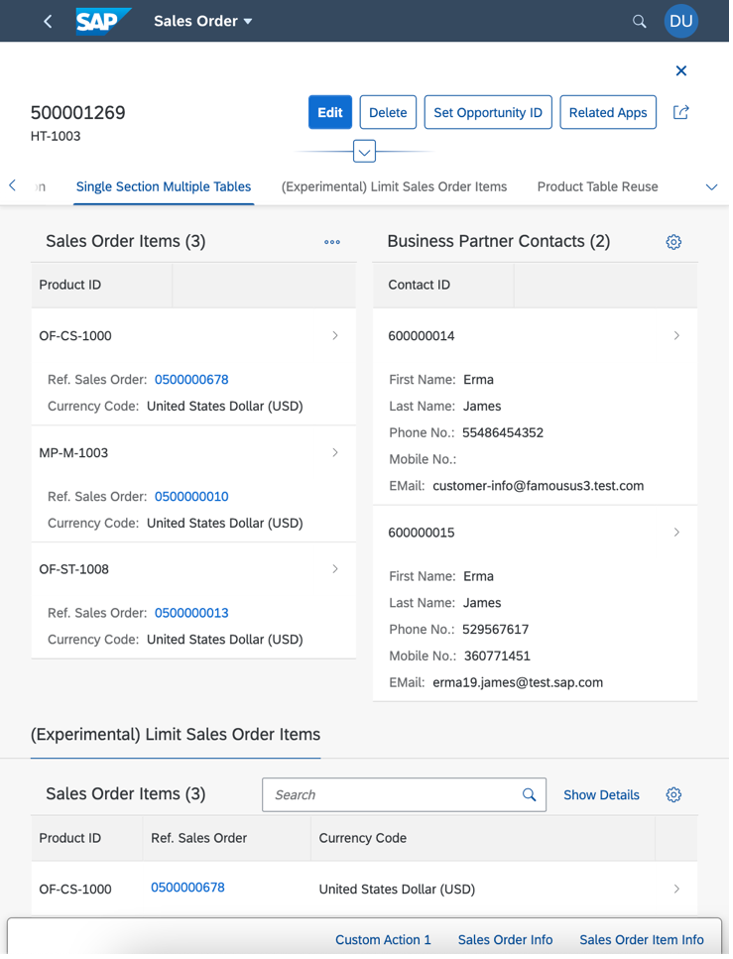 SAP Sales Order DU
500001269
HT-1003
Edit Delete Set Opportunity ID Related Apps
n Single Section Multiple Tables (Experimental) Limit Sales Order Items Product Table Reuse
Sales Order Items (3)
Product ID
OF-CS-1000
Ref. Sales Order: 0500000678
Currency Code: United States Dollar (USD)
MP-M-1003
Ref. Sales Order: 0500000010
Currency Code: United States Dollar (USD)
OF-ST-1008
Ref. Sales Order: 0500000013
Currency Code: United States Dollar (USD)
Business Partner Contacts (2)
Contact ID
600000014
First Name: Erma
Last Name: James
Phone No.: 55486454352
Mobile No.:
EMail: customer-info@famousus3.test.com
600000015
First Name: Erma
Last Name: James
Phone No.: 529567617
Mobile No.: 360771451
EMail: erma19.james@test.sap.com
(Experimental) Limit Sales Order Items
Sales Order Items (3) Search Show Details
Product ID Ref. Sales Order Currency Code
OF-CS-1000 0500000678 United States Dollar (USD)
Custom Action 1 Sales Order Info Sales Order Item Info